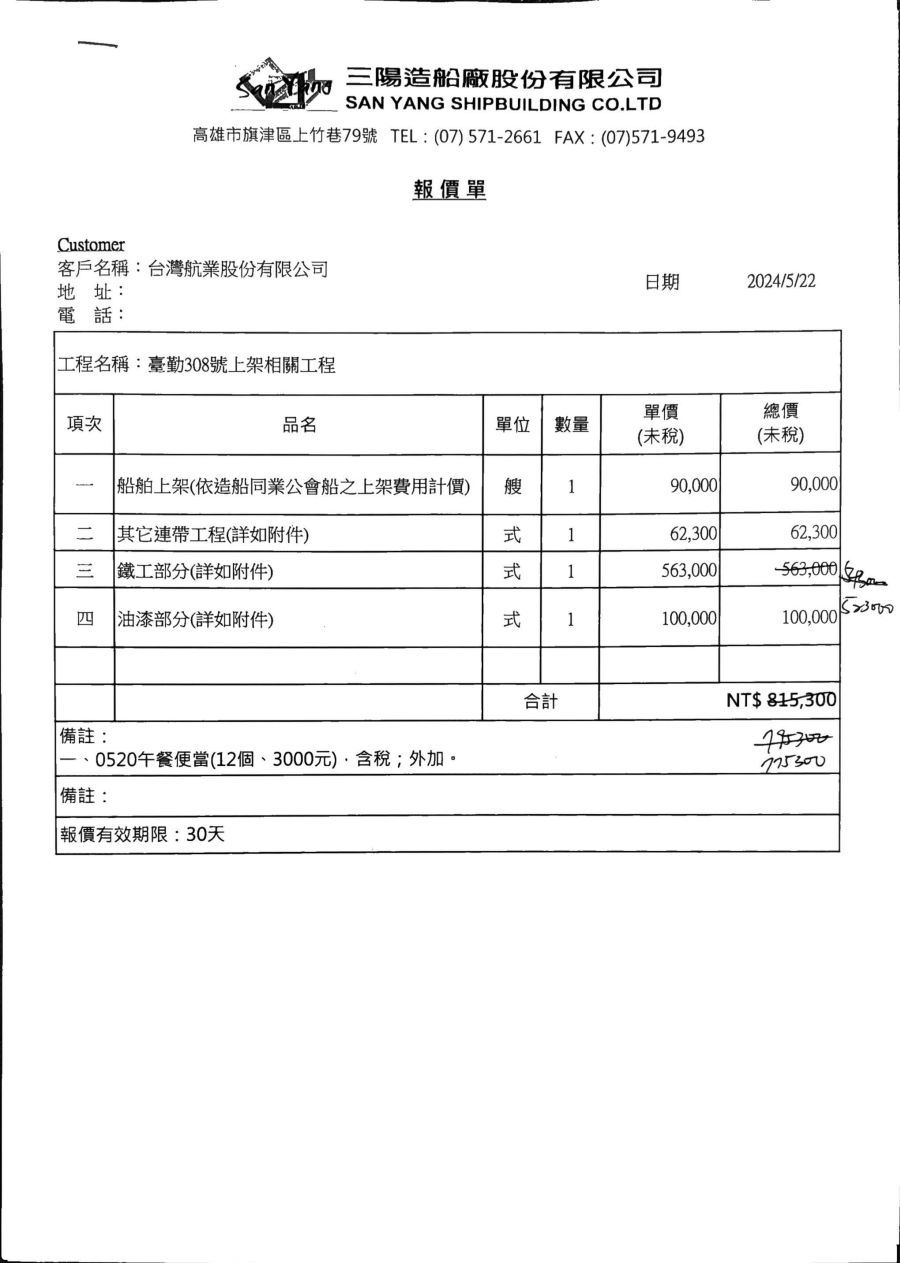 San Yang
三陽造船廠股份有限公司
SAN YANG SHIPBUILDING CO.LTD
高雄市旗津區上竹巷79號 TEL：(07) 571-2661 FAX：(07)571-9493
報價單
Customer
客戶名稱：台灣航業股份有限公司
日期 2024/5/22
地 址：
電 話：
工程名稱：臺勤308號上架相關工程
項次 品名 單位 數量 單價(未稅) 總價(未稅)
一 船舶上架(依造船同業公會船之上架費用計價) 艘 1 90,000 90,000
二 其它連帶工程(詳如附件) 式 1 62,300 62,300
三 鐵工部分(詳如附件) 式 1 563,000 563,000
523000
四 油漆部分(詳如附件) 式 1 100,000 100,000
合計 NT$ 815,300
備註：
795300
一、0520午餐便當(12個、3000元)，含稅；外加。
775300
備註：
報價有效期限：30天